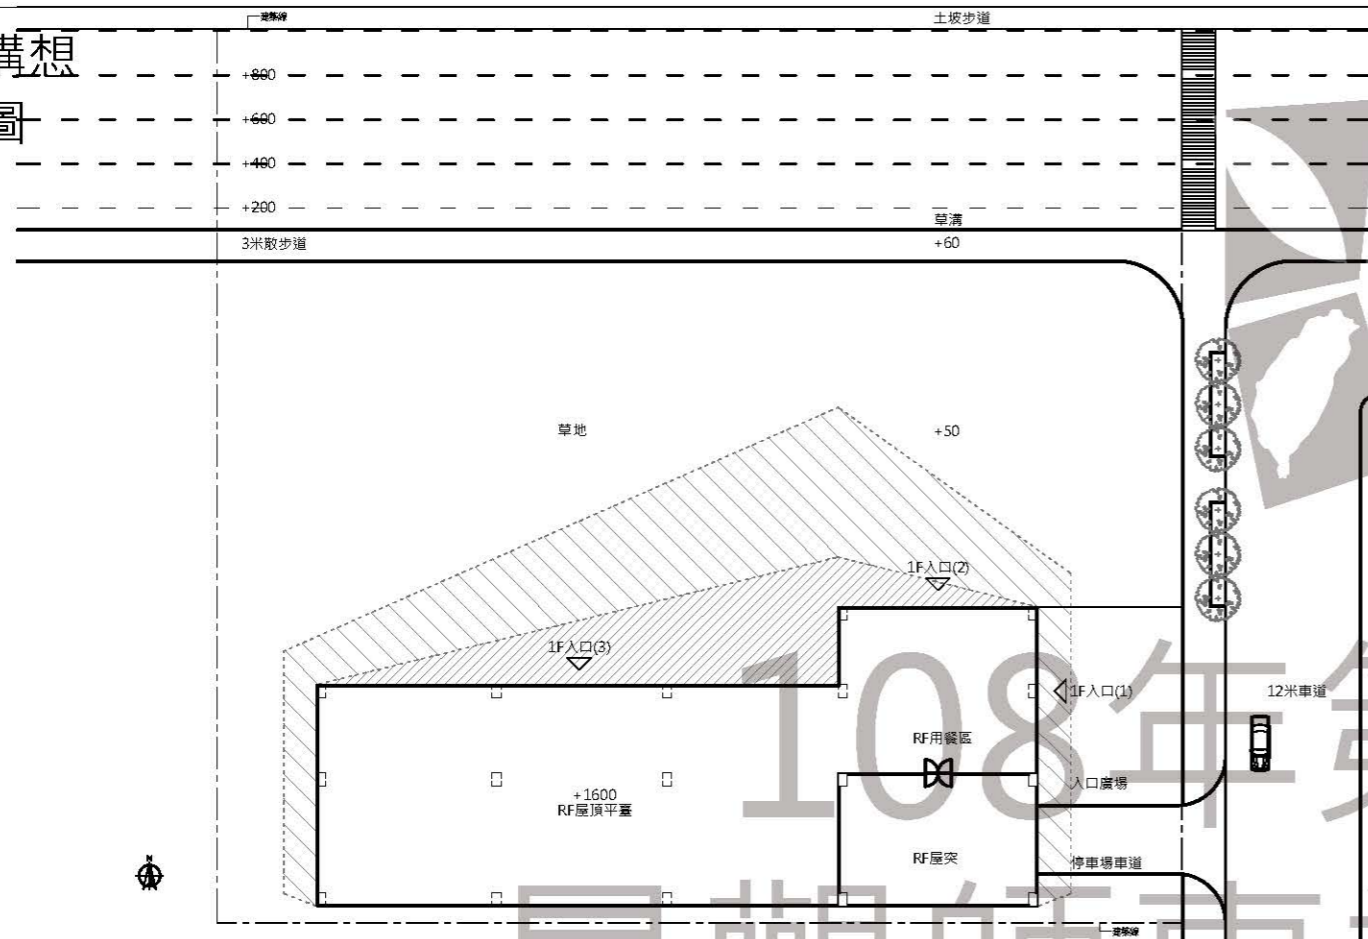 建築線
土坡步道
構想
圖
+800
+600
+400
+200
草溝
3米散步道
+60
草地
+50
1F入口(2)
1F入口(3)
1F入口(1)
12米車道
108年第
RF用餐區
入口廣場
+1600
RF屋頂平臺
RF屋突
停車場車道
N
建築線